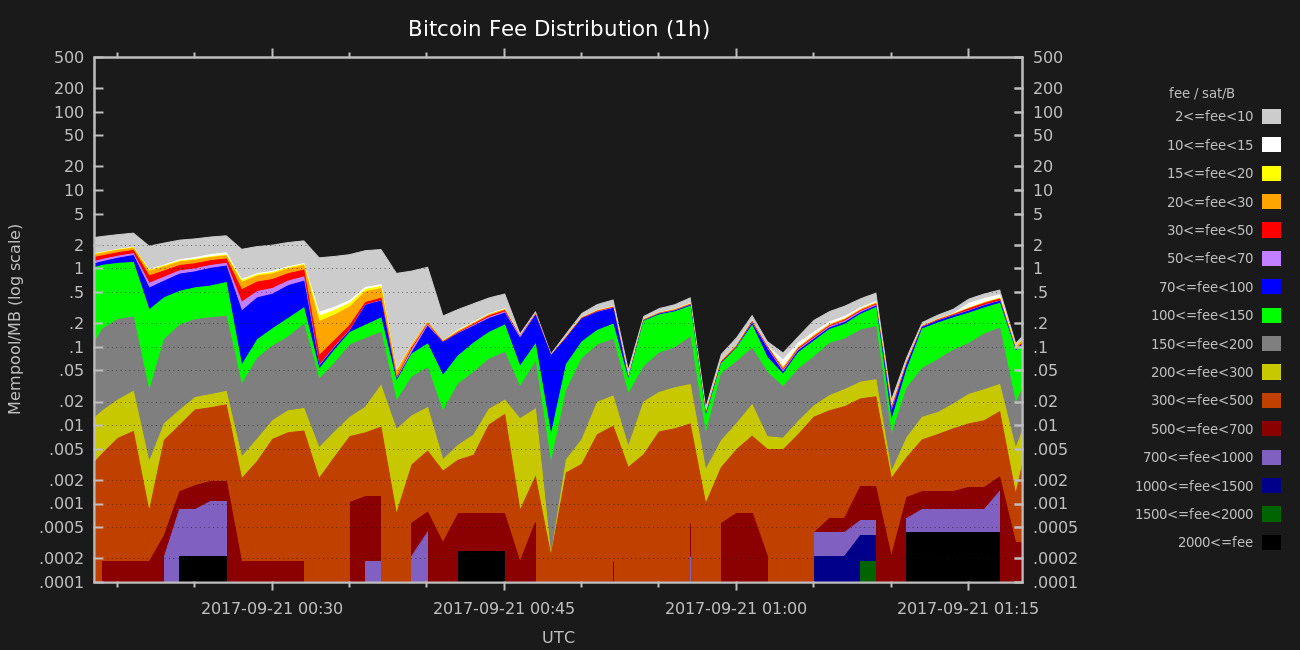 Bitcoin Fee Distribution (1h)
Mempool/MB (log scale)
500
200
100
50
20
10
5
2
1
.5
.2
.1
.05
.02
.01
.005
.002
.001
.0005
.0002
.0001
500
200
100
50
20
10
5
2
1
.5
.2
.1
.05
.02
.01
.005
.002
.001
.0005
.0002
.0001
2017-09-21 00:30
2017-09-21 00:45
2017-09-21 01:00
2017-09-21 01:15
UTC
fee / sat/B
2<=fee<10
10<=fee<15
15<=fee<20
20<=fee<30
30<=fee<50
50<=fee<70
70<=fee<100
100<=fee<150
150<=fee<200
200<=fee<300
300<=fee<500
500<=fee<700
700<=fee<1000
1000<=fee<1500
1500<=fee<2000
2000<=fee